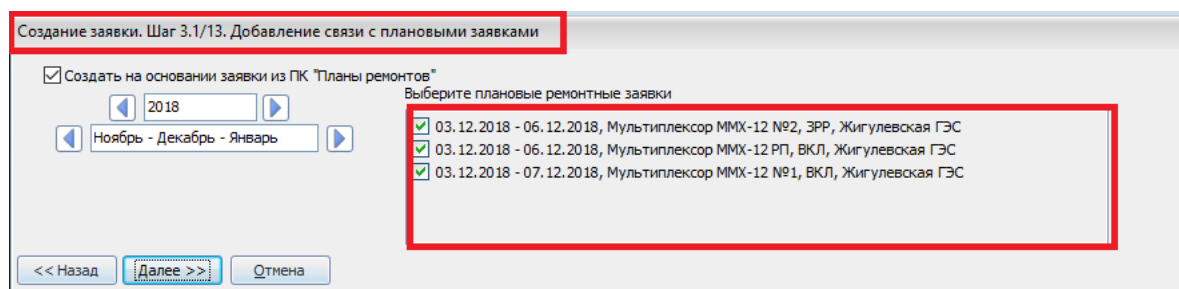 Создание заявки. Шаг 3.1/13. Добавление связи с плановыми заявками
Создать на основании заявки из ПК "Планы ремонтов"
2018
Ноябрь - Декабрь - Январь
Выберите плановые ремонтные заявки
03.12.2018 - 06.12.2018, Мультиплексор ММХ-12 №2, ЗРР, Жигулевская ГЭС
03.12.2018 - 06.12.2018, Мультиплексор ММХ-12 РП, ВКЛ, Жигулевская ГЭС
03.12.2018 - 07.12.2018, Мультиплексор ММХ-12 №1, ВКЛ, Жигулевская ГЭС
<< Назад Далее >> Отмена